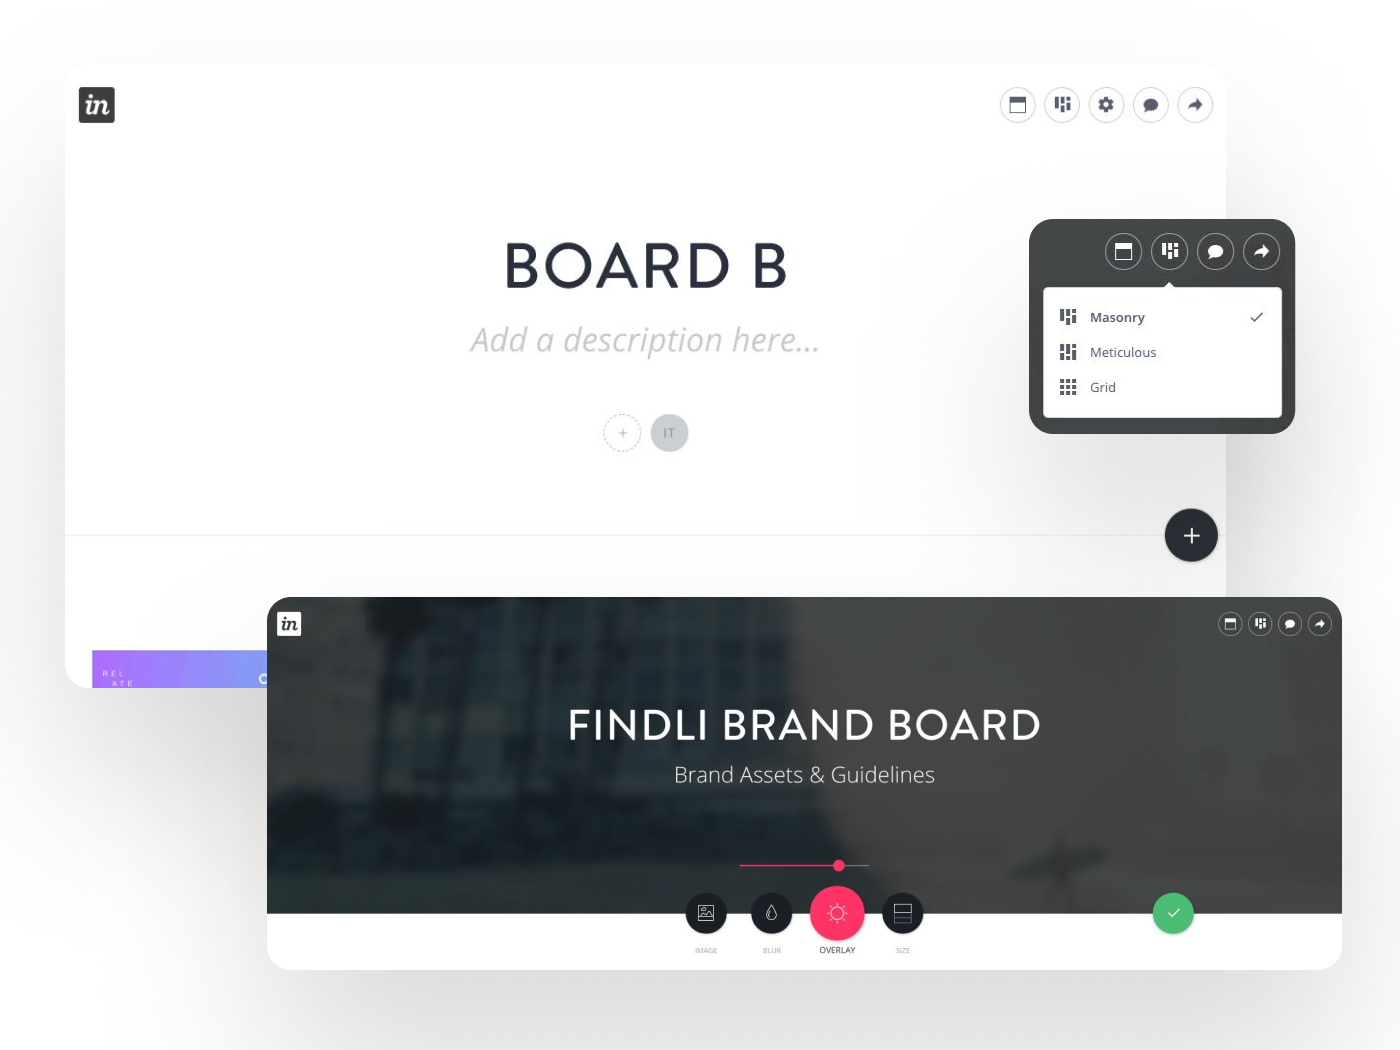 in
BOARD B
Add a description here...
IT
Masonry
Meticulous
Grid
REL
ATE
in
FINDLI BRAND BOARD
Brand Assets & Guidelines
IMAGE
BLUR
OVERLAY
SIZE